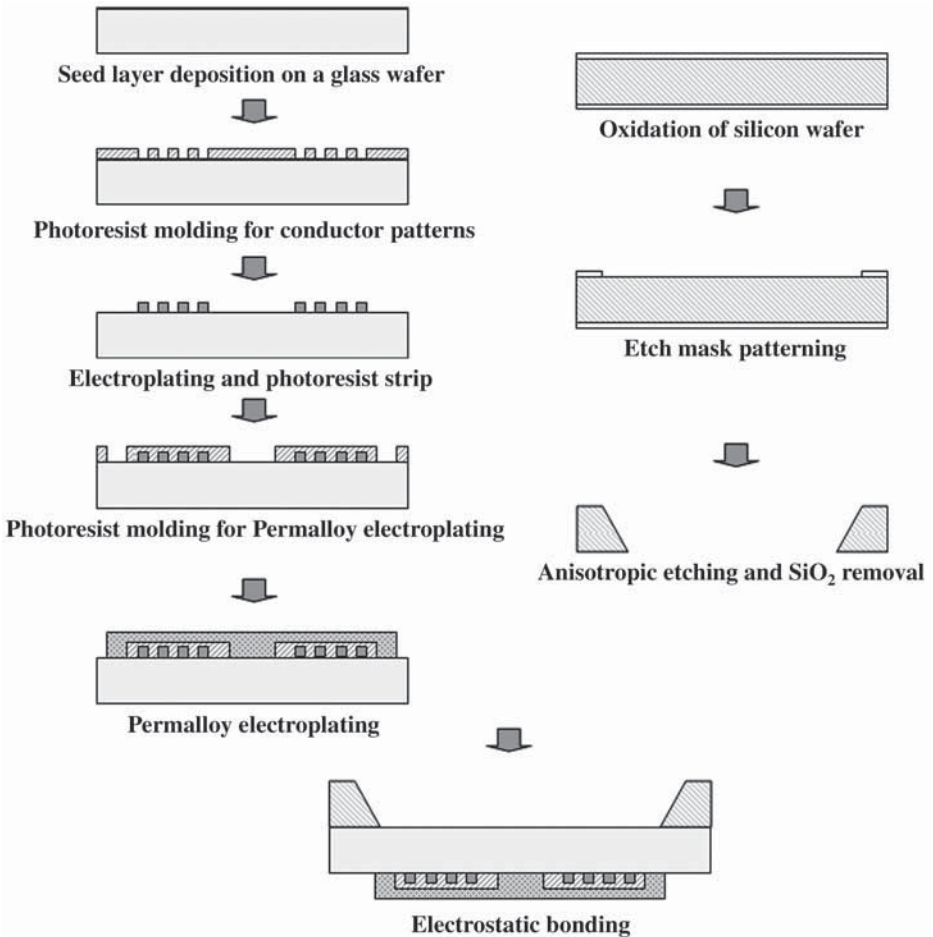 Seed layer deposition on a glass wafer
Photoresist molding for conductor patterns
Electroplating and photoresist strip
Photoresist molding for Permalloy electroplating
Permalloy electroplating
Oxidation of silicon wafer
Etch mask patterning
Anisotropic etching and SiO₂ removal
Electrostatic bonding